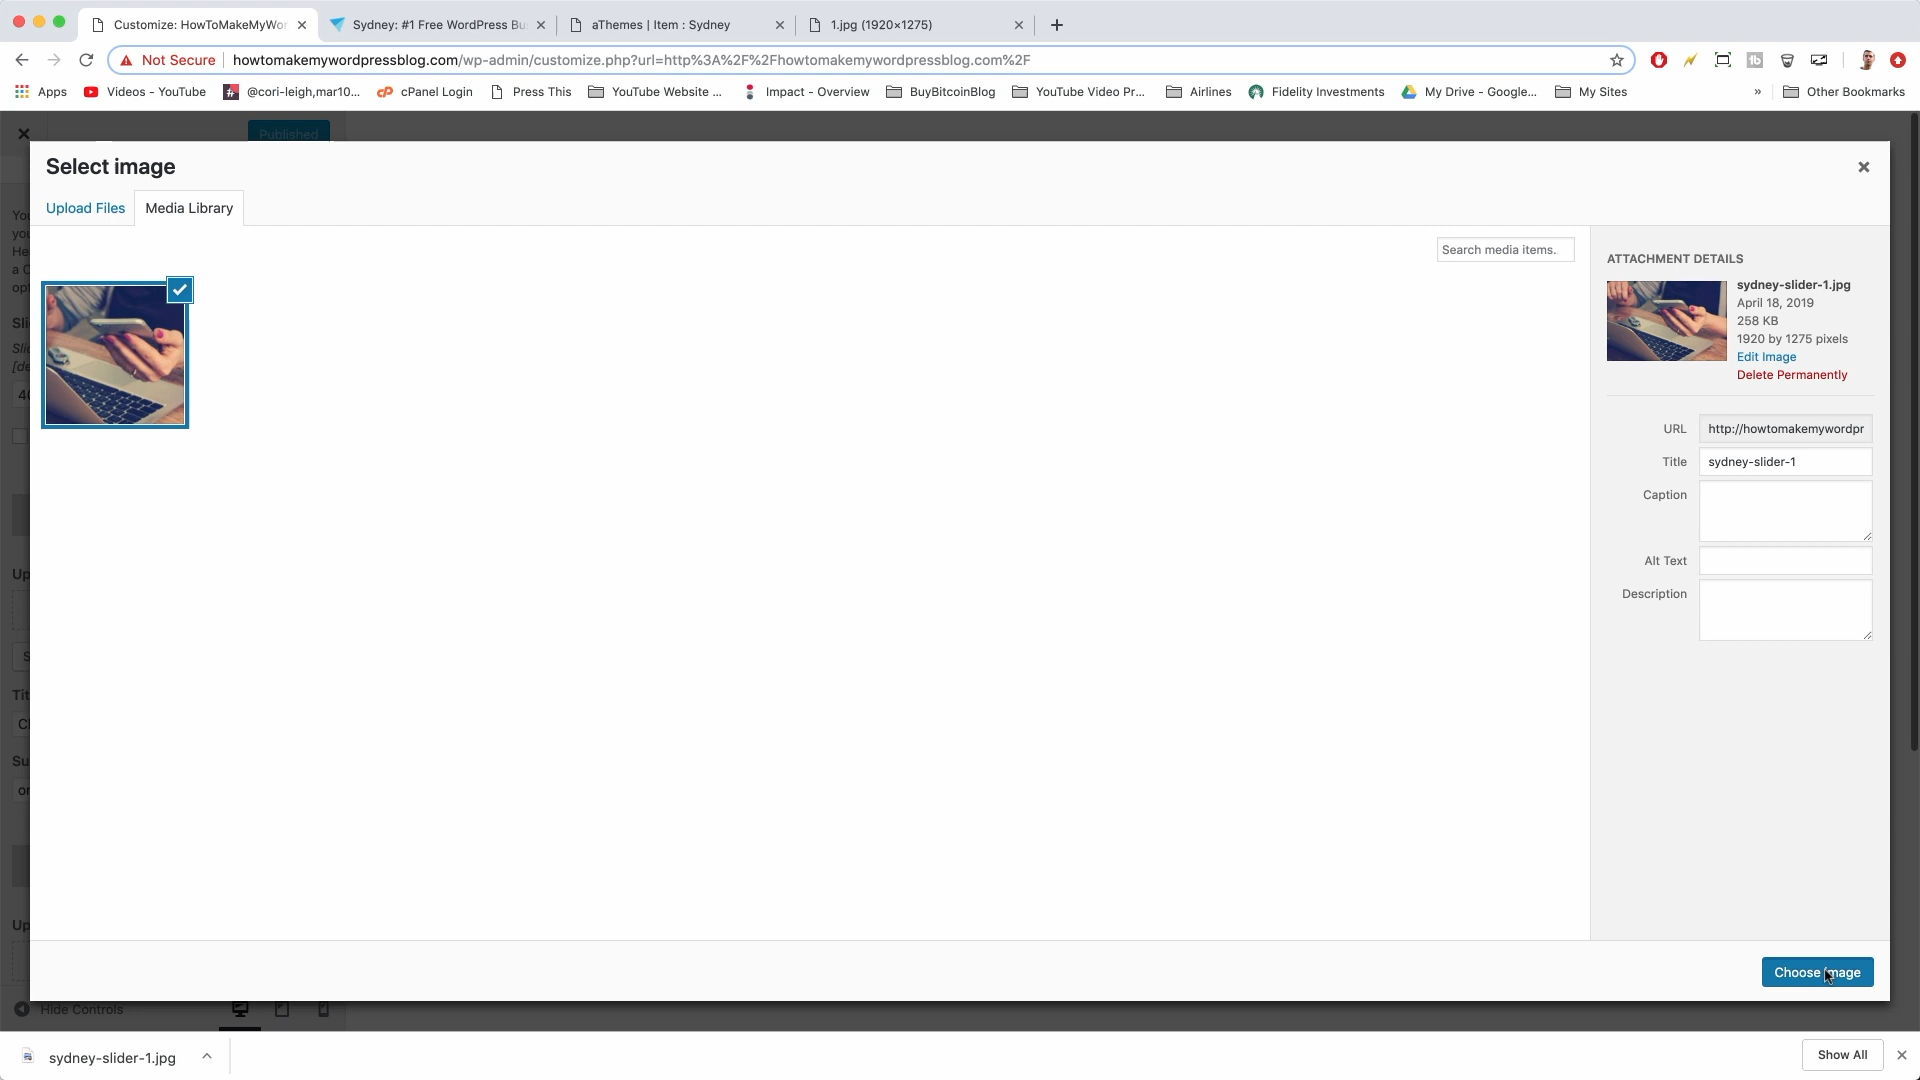 Customize: HowToMakeMyWor
Sydney: #1 Free WordPress Bu
aThemes | Item : Sydney
1.jpg (1920×1275)
Not Secure
howtomakemywordpressblog.com/wp-admin/customize.php?url=http%3A%2F%2Fhowtomakemywordpressblog.com%2F
Apps
Videos - YouTube
@cori-leigh,mar10...
cPanel Login
Press This
YouTube Website ...
Impact - Overview
BuyBitcoinBlog
YouTube Video Pr...
Airlines
Fidelity Investments
My Drive - Google...
My Sites
»
Other Bookmarks
Published
Select image
Upload Files
Media Library
Search media items.
ATTACHMENT DETAILS
sydney-slider-1.jpg
April 18, 2019
258 KB
1920 by 1275 pixels
Edit Image
Delete Permanently
URL
http://howtomakemywordpr
Title
sydney-slider-1
Caption
Alt Text
Description
Choose Image
Hide Controls
sydney-slider-1.jpg
Show All